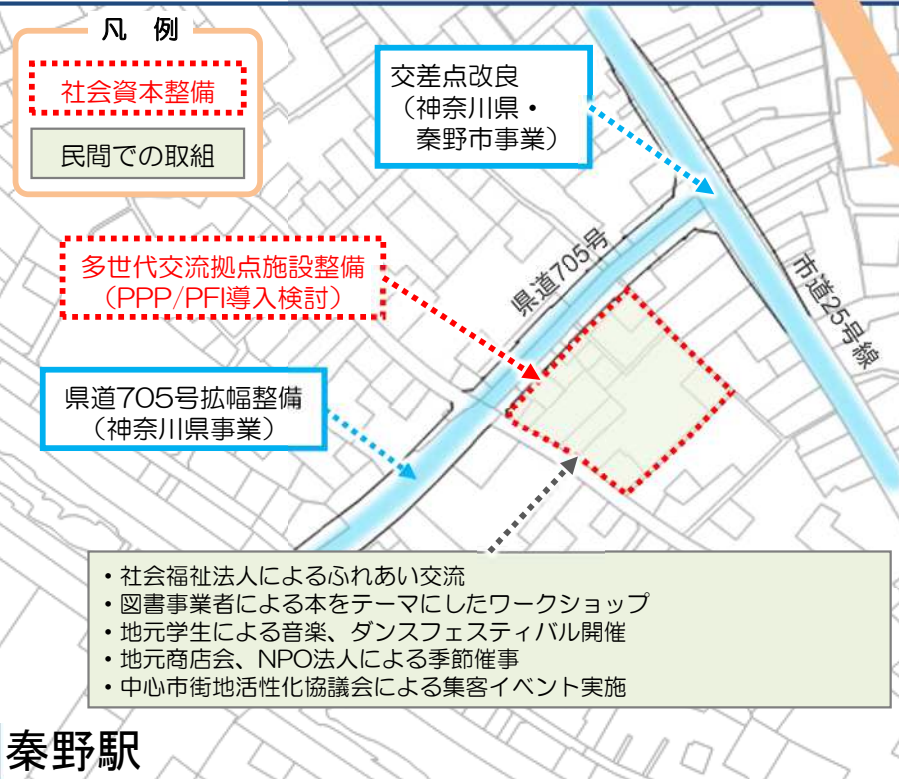 凡　例
社会資本整備
民間での取組
交差点改良
（神奈川県・
秦野市事業）
多世代交流拠点施設整備
（PPP/PFI導入検討）
県道705号
市道25号線
県道705号拡幅整備
（神奈川県事業）
・社会福祉法人によるふれあい交流
・図書事業者による本をテーマにしたワークショップ
・地元学生による音楽、ダンスフェスティバル開催
・地元商店会、NPO法人による季節催事
・中心市街地活性化協議会による集客イベント実施
秦野駅